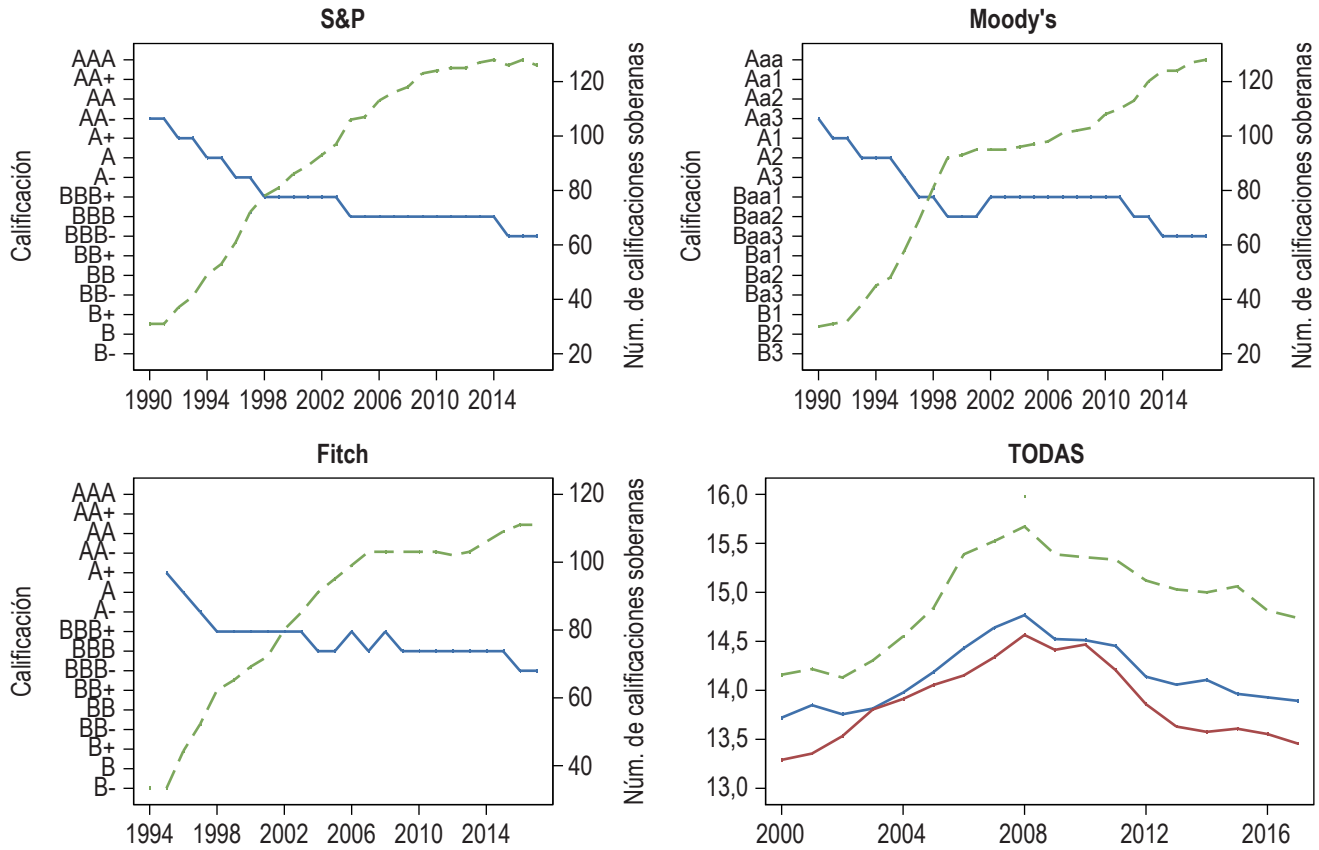 S&P
Calificación
AAA
AA+
AA
AA-
A+
A
A-
BBB+
BBB
BBB-
BB+
BB
BB-
B+
B
B-
120
100
80
60
40
20
Núm. de calificaciones soberanas
1990 1994 1998 2002 2006 2010 2014
Moody's
Calificación
Aaa
Aa1
Aa2
Aa3
A1
A2
A3
Baa1
Baa2
Baa3
Ba1
Ba2
Ba3
B1
B2
B3
120
100
80
60
40
20
Núm. de calificaciones soberanas
1990 1994 1998 2002 2006 2010 2014
Fitch
Calificación
AAA
AA+
AA
AA-
A+
A
A-
BBB+
BBB
BBB-
BB+
BB
BB-
B+
B
B-
120
100
80
60
40
Núm. de calificaciones soberanas
1994 1998 2002 2006 2010 2014
TODAS
16,0
15,5
15,0
14,5
14,0
13,5
13,0
2000 2004 2008 2012 2016